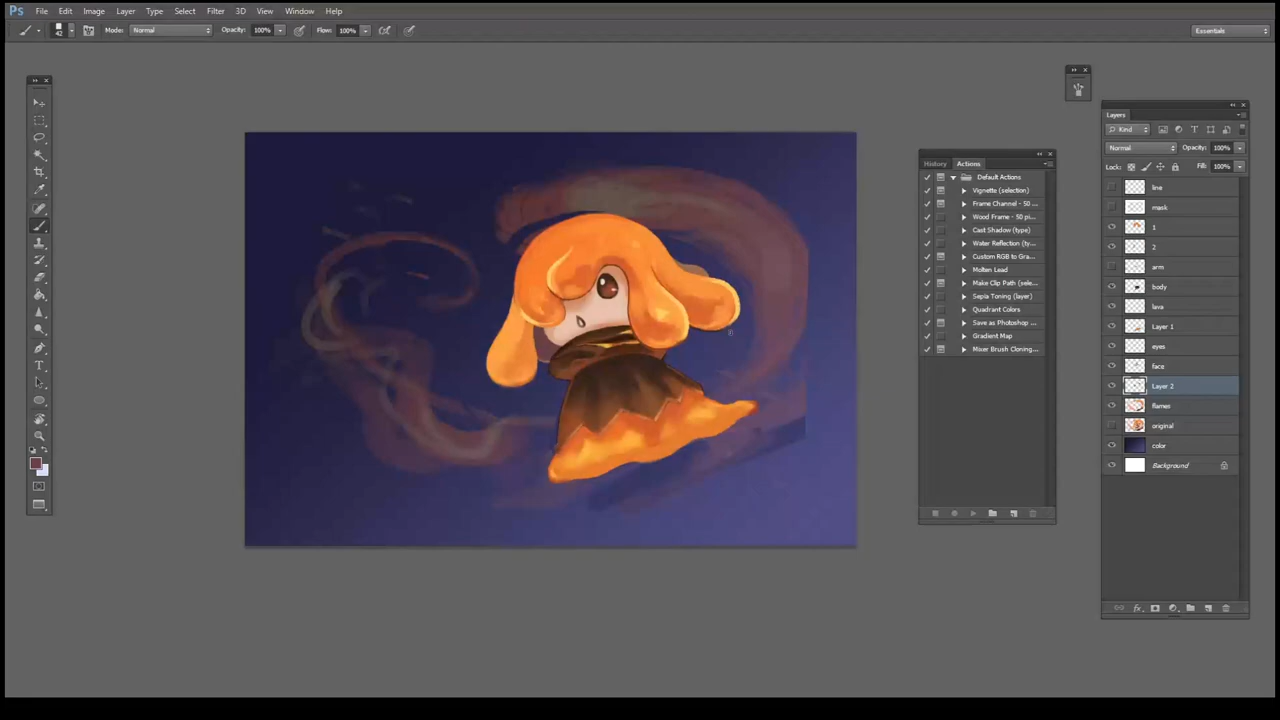 Ps File Edit Image Layer Type Select Filter 3D View Window Help
42 Mode: Normal Opacity: 100% Flow: 100% Essentials
Layers
Kind
Normal Opacity: 100%
Lock: Fill: 100%
line
mask
1
2
arm
body
lava
Layer 1
eyes
face
Layer 2
flames
original
color
Background
History Actions
Default Actions
Vignette (selection)
Frame Channel - 50 ...
Wood Frame - 50 pi...
Cast Shadow (type)
Water Reflection (ty...
Custom RGB to Gra...
Molten Lead
Make Clip Path (sele...
Sepia Toning (layer)
Quadrant Colors
Save as Photoshop ...
Gradient Map
Mixer Brush Cloning...
T